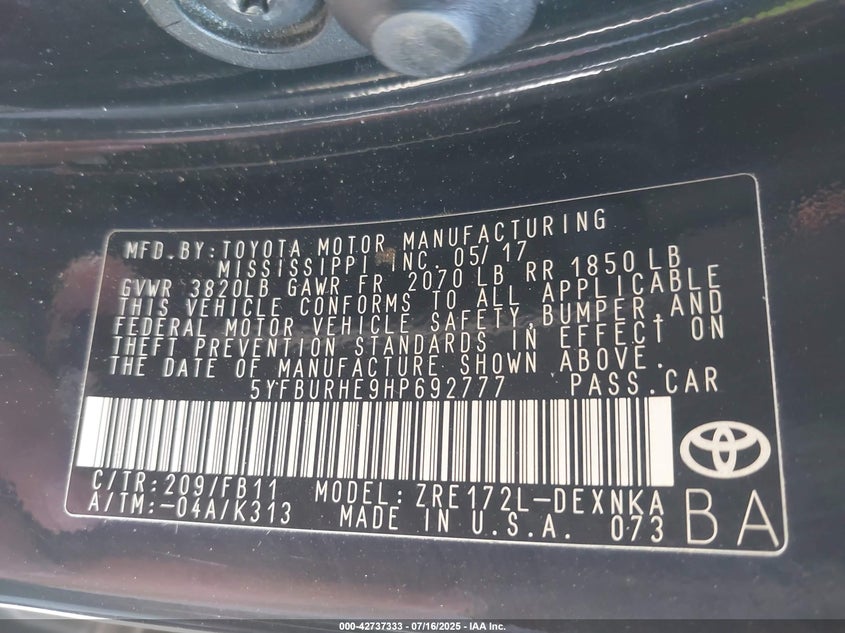 MFD.BY:TOYOTA MOTOR MANUFACTURING
MISSISSIPPI INC 05/17
GVWR 3820LB GAWR FR 2070 LB RR 1850LB
THIS VEHICLE CONFORMS TO ALL APPLICABLE
FEDERAL MOTOR VEHICLE SAFETY,BUMPER,AND
THEFT PREVENTION STANDARDS IN EFFECT ON
THE DATE OF MANUFACTURE SHOWN ABOVE.
5YFBURHE9HP692777 PASS.CAR
C/TR:209/FB11 MODEL:ZRE172L-DEXNKA
A/TM:-04A/K313 MADE IN U.S.A. 073
BA
000-42737333 / 07/16/2025 - IAA Inc.